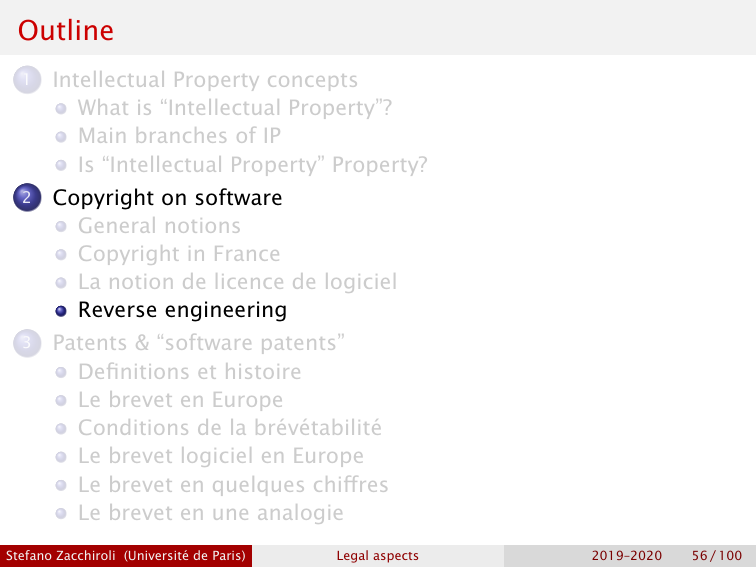 Outline
1 Intellectual Property concepts
What is “Intellectual Property”?
Main branches of IP
Is “Intellectual Property” Property?
2 Copyright on software
General notions
Copyright in France
La notion de licence de logiciel
Reverse engineering
3 Patents & “software patents”
Definitions et histoire
Le brevet en Europe
Conditions de la brévétabilité
Le brevet logiciel en Europe
Le brevet en quelques chiffres
Le brevet en une analogie
Stefano Zacchiroli (Université de Paris) Legal aspects 2019–2020 56 / 100